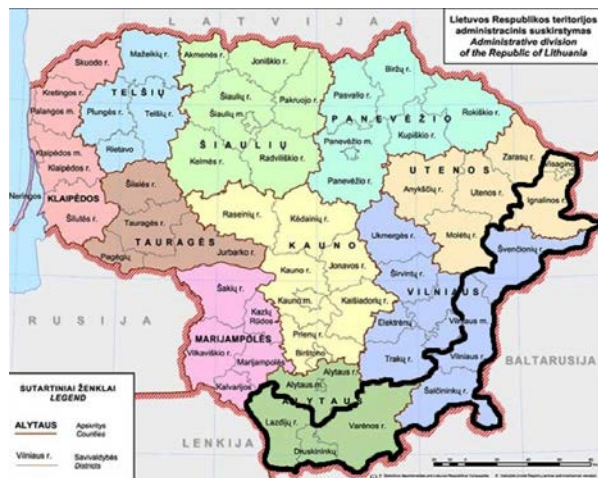 LATVIJA
Lietuvos Respublikos teritorijos
administracinis suskirstymas
Administrative division
of the Republic of Lithuania
Skuodo r.
Mažeikių r.
Akmenės r.
Joniškio r.
Biržų r.
Kretingos r.
TELŠIŲ
Šiaulių r.
Pakruojo r.
Pasvalio r.
Rokiškio r.
Palangos m.
Plungės r.
Telšių r.
Šiaulių m.
PANEVĖŽIO
Klaipėdos m.
Rietavo
ŠIAULIŲ
Panevėžio m.
Kupiškio r.
Klaipėdos r.
Kelmės r.
Radviliškio r.
Zarasų r.
Visagino
Neringos
KLAIPĖDOS
Šilalės r.
Panevėžio r.
UTENOS
Anykščių r.
Utenos r.
Ignalinos r.
Šilutės r.
Tauragės r.
Raseinių r.
Kėdainių r.
TAURAGĖS
Ukmergės r.
Molėtų r.
Švenčionių r.
Pagėgių
Jurbarko r.
KAUNO
Kauno r.
Jonavos r.
Širvintų r.
Šakių r.
VILNIAUS
RUSIJA
Kauno m.
Kaišiadorių r.
Kazlų
Rūdos
Elektrėnų
Vilniaus m.
MARIJAMPOLĖS
Prienų r.
Vilkaviškio r.
Birštono
Trakų r.
Vilniaus r.
BALTARUSIJA
Marijampolės
Alytaus r.
Kalvarijos
Alytaus m.
Šalčininkų r.
ALYTAUS
Lazdijų r.
Varėnos r.
LENKIJA
Druskininkų
SUTARTINIAI ŽENKLAI
LEGEND
ALYTAUS
Apskritys
Counties
Vilniaus r.
Savivaldybės
Districts